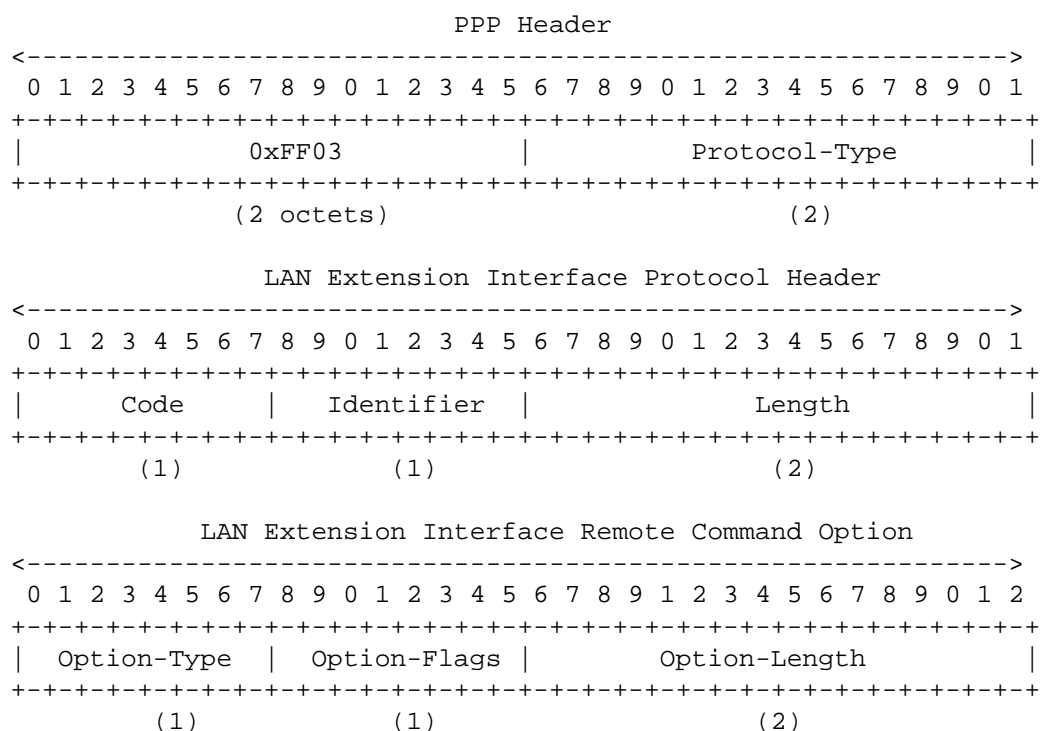 PPP Header
<-------------------------------------------------------------->
0 1 2 3 4 5 6 7 8 9 0 1 2 3 4 5 6 7 8 9 0 1 2 3 4 5 6 7 8 9 0 1
+-+-+-+-+-+-+-+-+-+-+-+-+-+-+-+-+-+-+-+-+-+-+-+-+-+-+-+-+-+-+-+-+
| 0xFF03 | Protocol-Type |
+-+-+-+-+-+-+-+-+-+-+-+-+-+-+-+-+-+-+-+-+-+-+-+-+-+-+-+-+-+-+-+-+
(2 octets) (2)
LAN Extension Interface Protocol Header
<-------------------------------------------------------------->
0 1 2 3 4 5 6 7 8 9 0 1 2 3 4 5 6 7 8 9 0 1 2 3 4 5 6 7 8 9 0 1
+-+-+-+-+-+-+-+-+-+-+-+-+-+-+-+-+-+-+-+-+-+-+-+-+-+-+-+-+-+-+-+-+
| Code | Identifier | Length |
+-+-+-+-+-+-+-+-+-+-+-+-+-+-+-+-+-+-+-+-+-+-+-+-+-+-+-+-+-+-+-+-+
(1) (1) (2)
LAN Extension Interface Remote Command Option
<-------------------------------------------------------------->
0 1 2 3 4 5 6 7 8 9 0 1 2 3 4 5 6 7 8 9 1 2 3 4 5 6 7 8 9 0 1 2
+-+-+-+-+-+-+-+-+-+-+-+-+-+-+-+-+-+-+-+-+-+-+-+-+-+-+-+-+-+-+-+-+
| Option-Type | Option-Flags | Option-Length |
+-+-+-+-+-+-+-+-+-+-+-+-+-+-+-+-+-+-+-+-+-+-+-+-+-+-+-+-+-+-+-+-+
(1) (1) (2)